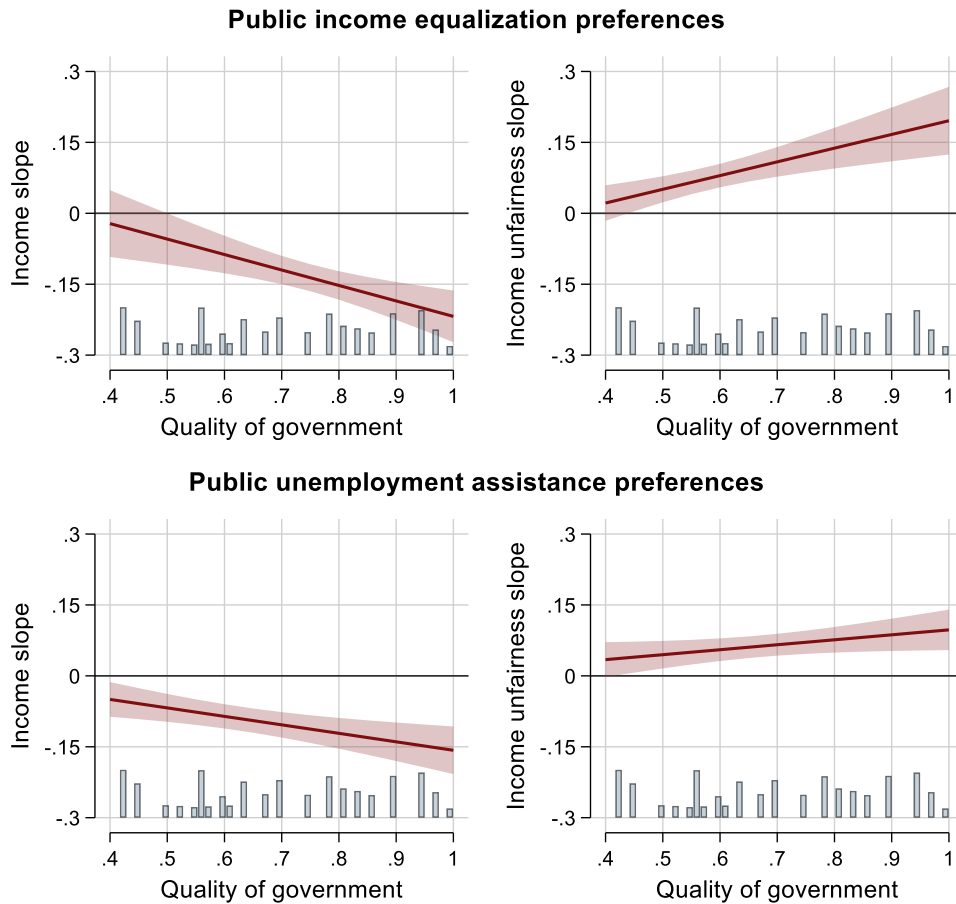 Public income equalization preferences
Income slope
.3
.15
0
-.15
-.3
.4 .5 .6 .7 .8 .9 1
Quality of government
Income unfairness slope
.3
.15
0
-.15
-.3
.4 .5 .6 .7 .8 .9 1
Quality of government
Public unemployment assistance preferences
Income slope
.3
.15
0
-.15
-.3
.4 .5 .6 .7 .8 .9 1
Quality of government
Income unfairness slope
.3
.15
0
-.15
-.3
.4 .5 .6 .7 .8 .9 1
Quality of government